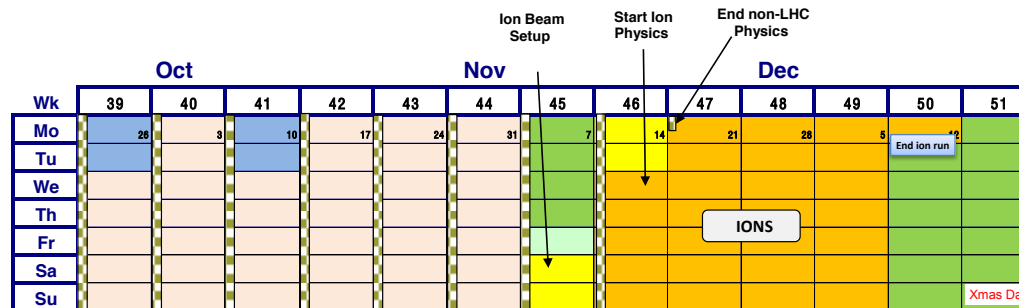 Ion Beam
Setup
Start Ion
Physics
End non-LHC
Physics
Oct
Nov
Dec
Wk 39 40 41 42 43 44 45 46 47 48 49 50 51
Mo 26 3 10 17 24 31 7 14 21 28 5 12
Tu
End ion run
We
Th
IONS
Fr
Sa
Su
Xmas Da